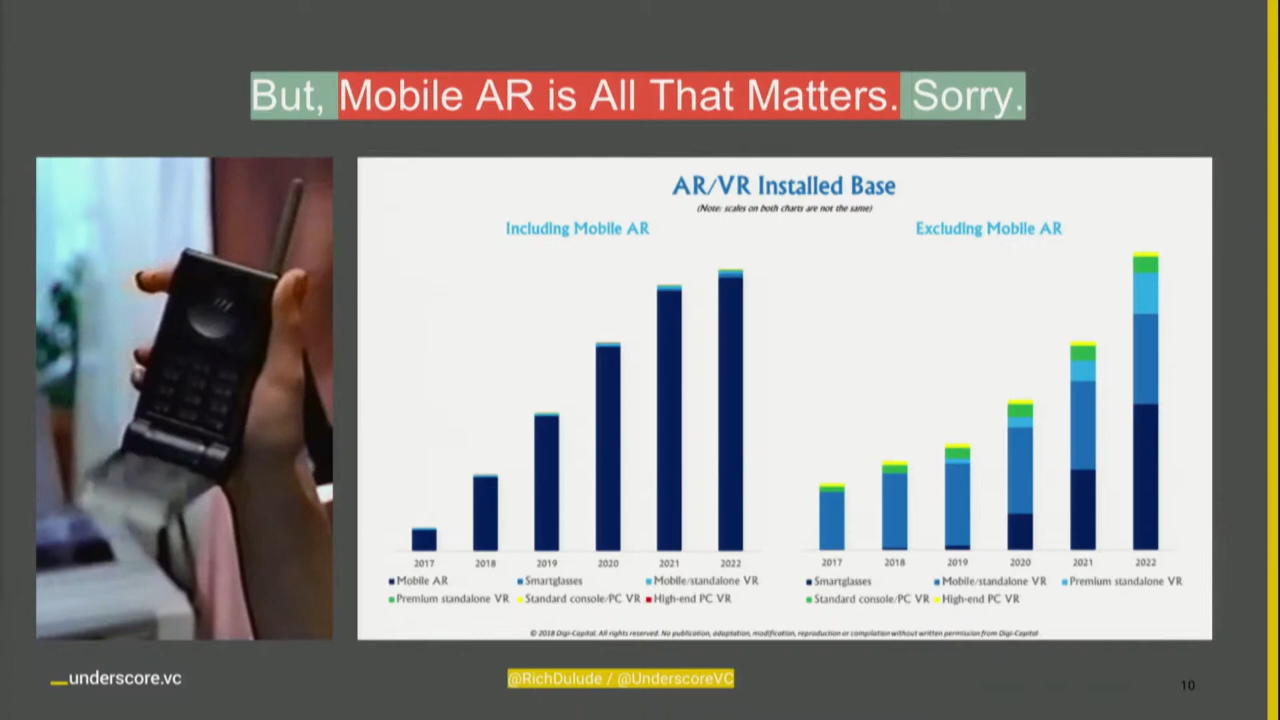 But, Mobile AR is All That Matters. Sorry.
AR/VR Installed Base
(Note: scales on both charts are not the same)
Including Mobile AR
Excluding Mobile AR
2017 2018 2019 2020 2021 2022
2017 2018 2019 2020 2021 2022
Mobile AR Smartglasses Mobile/standalone VR
Premium standalone VR Standard console/PC VR High-end PC VR
Smartglasses Mobile/standalone VR Premium standalone VR
Standard console/PC VR High-end PC VR
© 2018 Digi-Capital. All rights reserved. No publication, adaptation, modification, reproduction or compilation without written permission from Digi-Capital
_underscore.vc
@RichDulude / @UnderscoreVC
10